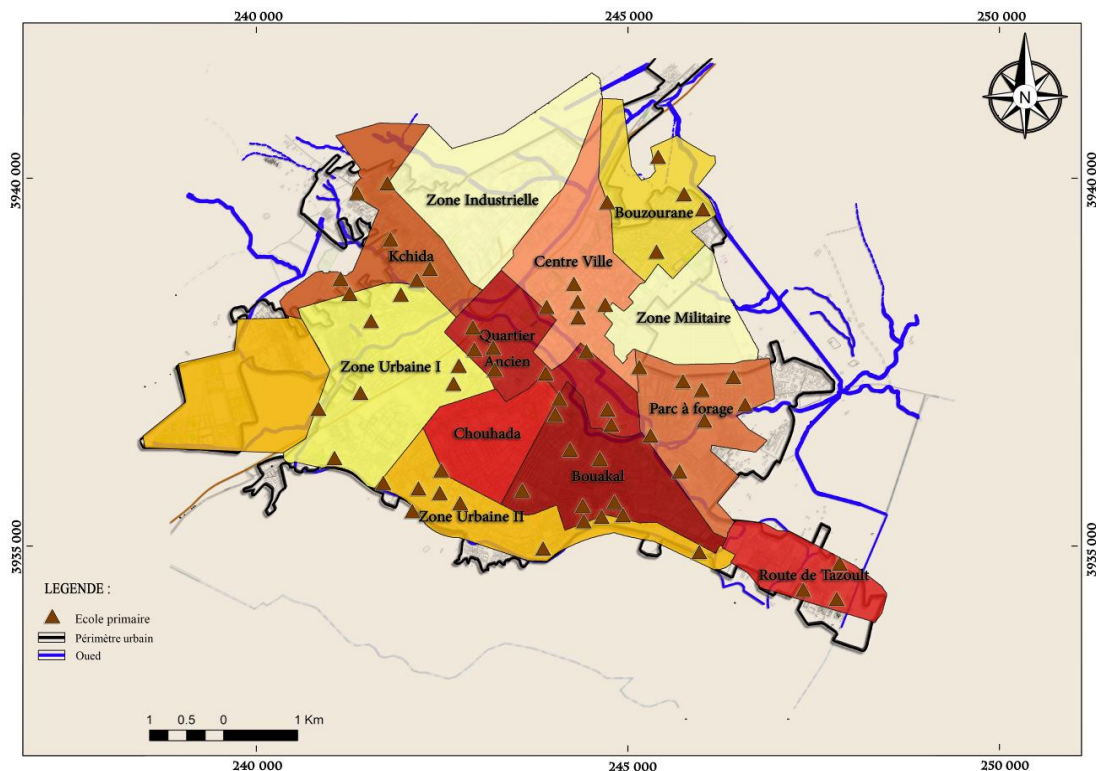 240 000
245 000
250 000
N
3940 000
3940 000
Zone Industrielle
Bouzourane
Kchida
Centre Ville
Zone Militaire
Quartier
Ancien
Zone Urbaine I
Parc à forage
Chouhada
Bouakal
Zone Urbaine II
3935 000
3935 000
Route de Tazoult
LEGENDE :
Ecole primaire
Périmètre urbain
Oued
1 0.5 0 1 Km
240 000
245 000
250 000